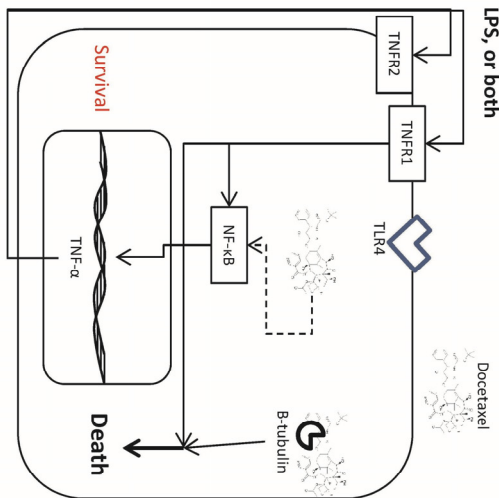 LPS, or both
TNFR2
TNFR1
TLR4
Docetaxel
Survival
NF-κB
TNF-α
B-tubulin
Death